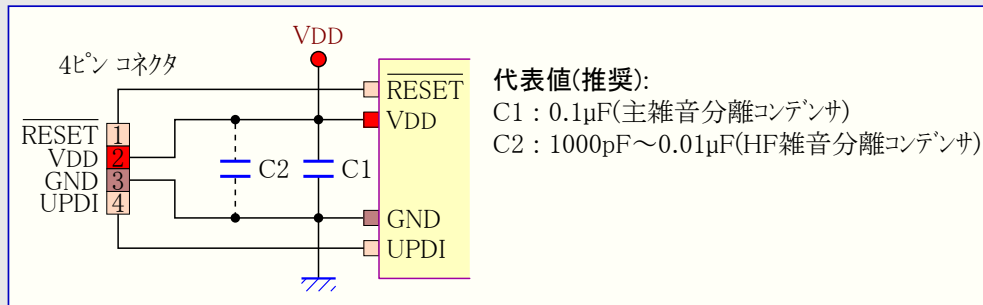 VDD
4ピン コネクタ
RESET
VDD
代表値(推奨):
C1 : 0.1µF(主雑音分離コンデンサ)
C2 : 1000pF～0.01µF(HF雑音分離コンデンサ)
RESET 1
VDD 2
GND 3
UPDI 4
C2
C1
GND
UPDI